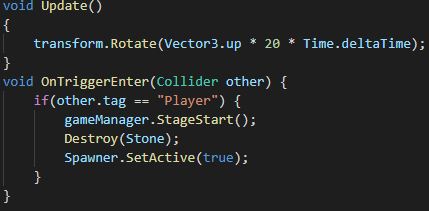 void Update()
{
    transform.Rotate(Vector3.up * 20 * Time.deltaTime);
}
void OnTriggerEnter(Collider other) {
    if(other.tag == "Player") {
        gameManager.StageStart();
        Destroy(Stone);
        Spawner.SetActive(true);
    }
}